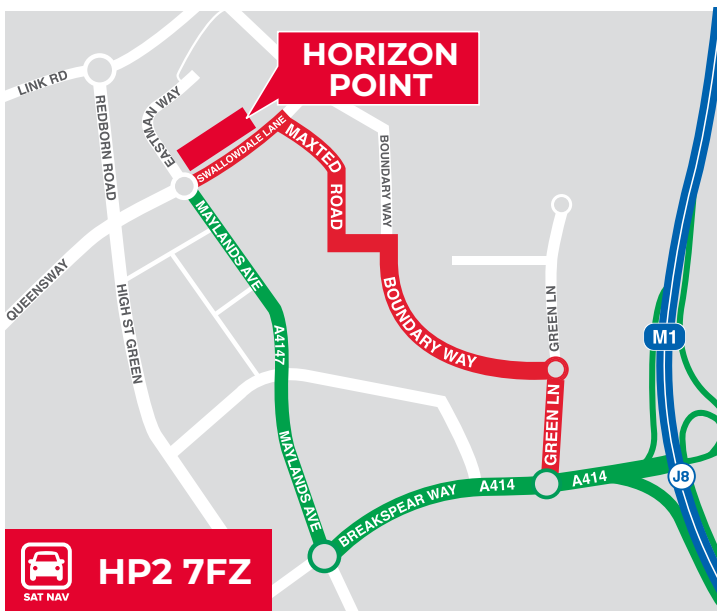 HORIZON
POINT
LINK RD
REDBORN ROAD
EASTMAN WAY
SWALLOWDALE LANE
MAXTED
ROAD
BOUNDARY WAY
MAYLANDS AVE
QUEENSWAY
HIGH ST GREEN
A4147
BOUNDARY WAY
GREEN LN
M1
GREEN LN
MAYLANDS AVE
BREAKSPEAR WAY
A414
A414
J8
SAT NAV
HP2 7FZ